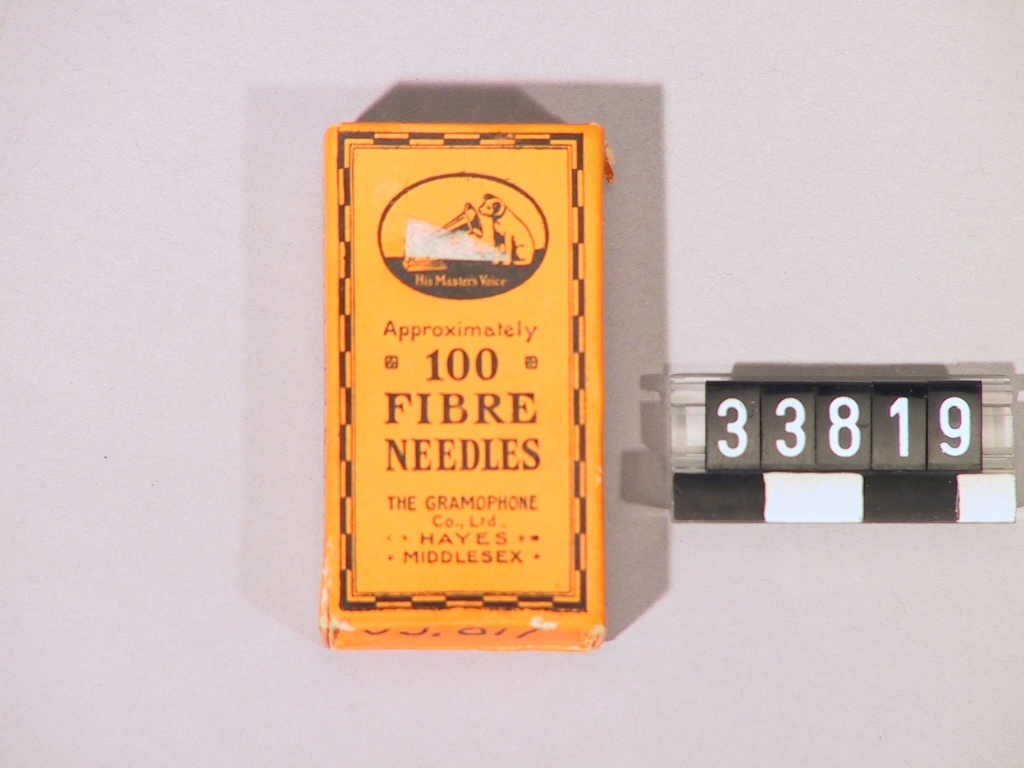 His Master's Voice
Approximately
100
FIBRE
NEEDLES
THE GRAMOPHONE
Co., Ltd.,
HAYES
MIDDLESEX
33819